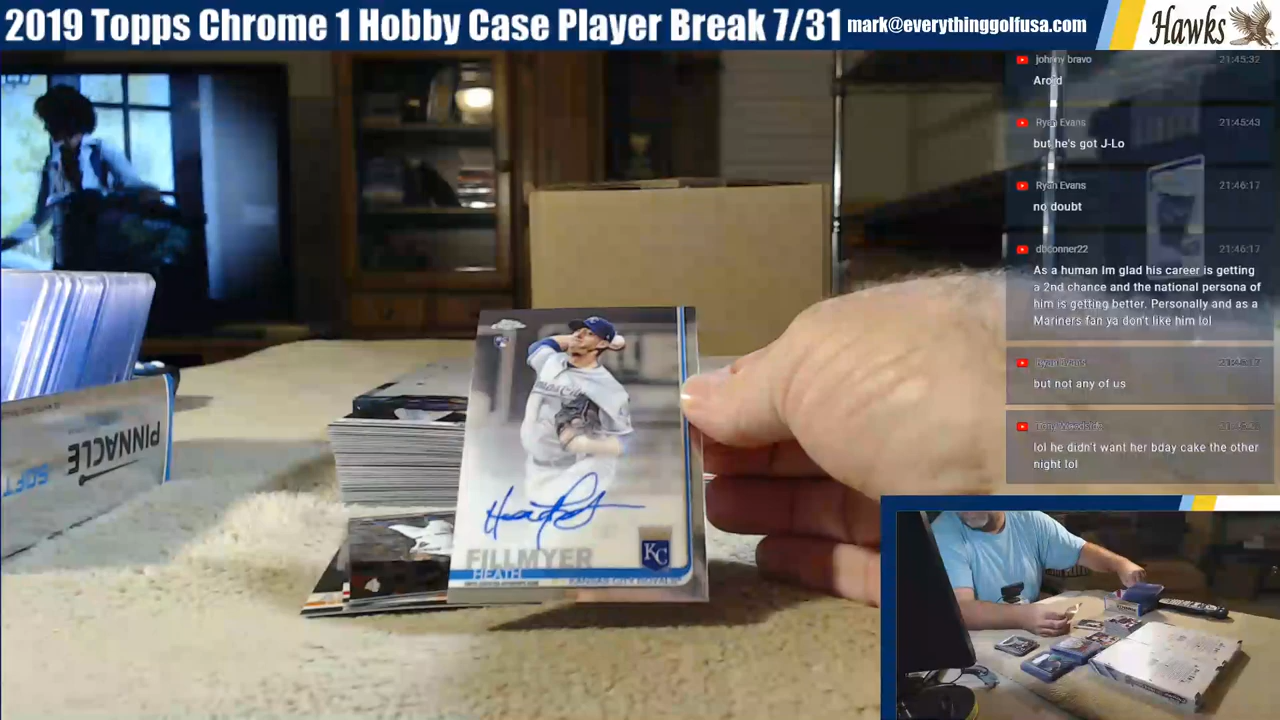 2019 Topps Chrome 1 Hobby Case Player Break 7/31
mark@everythinggolfusa.com
Hawks
johnny bravo 21:45:32
Aroid
Ryan Evans 21:45:43
but he's got J-Lo
Ryan Evans 21:46:17
no doubt
dbconner22 21:46:17
As a human Im glad his career is getting
a 2nd chance and the national persona of
him is getting better. Personally and as a
Mariners fan ya don't like him lol
Ryan Evans
but not any of us
lol he didn't want her bday cake the other
night lol
PINNACLE
SOFT
FILLMYER
HEATH
KANSAS CITY ROYALS
KC